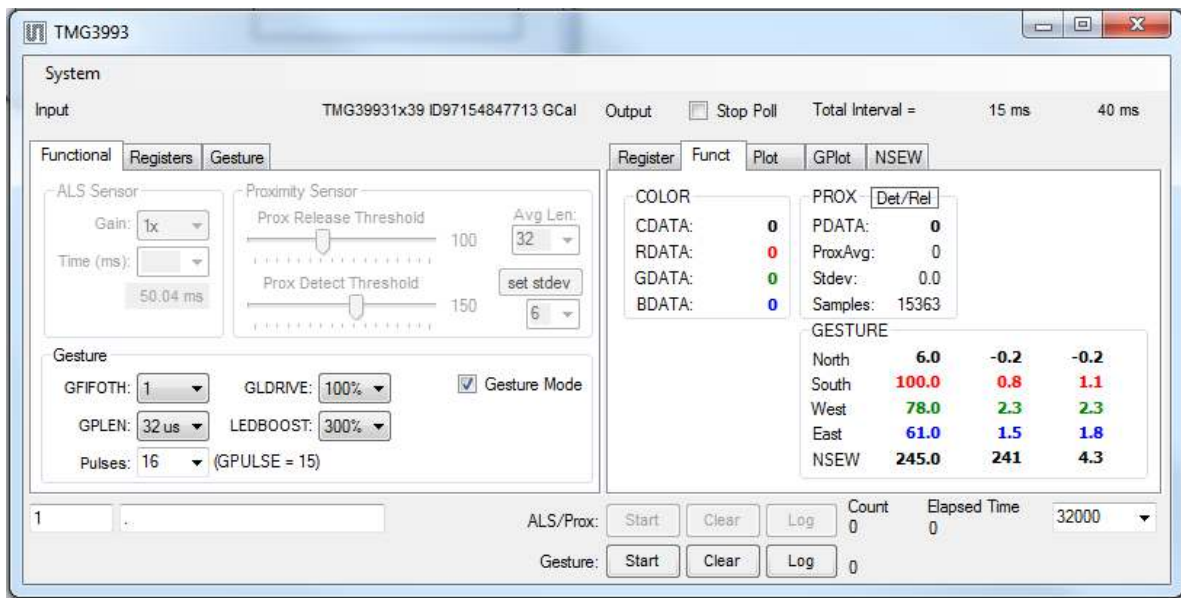 TMG3993
System
Input TMG39931x39 ID97154847713 GCal Output Stop Poll Total Interval = 15 ms 40 ms
Functional Registers Gesture
ALS Sensor
Gain: 1x
Time (ms):
50.04 ms
Proximity Sensor
Prox Release Threshold 100
Avg Len:
32
Prox Detect Threshold 150
set stdev
6
Gesture
GFIFOTH: 1 GLDRIVE: 100% Gesture Mode
GPLEN: 32 us LEDBOOST: 300%
Pulses: 16 (GPULSE = 15)
Register Funct Plot GPlot NSEW
COLOR
CDATA: 0
RDATA: 0
GDATA: 0
BDATA: 0
PROX Det/Rel
PDATA: 0
ProxAvg: 0
Stdev: 0.0
Samples: 15363
GESTURE
North 6.0 -0.2 -0.2
South 100.0 0.8 1.1
West 78.0 2.3 2.3
East 61.0 1.5 1.8
NSEW 245.0 241 4.3
1 .
ALS/Prox: Start Clear Log Count 0 Elapsed Time 0 32000
Gesture: Start Clear Log 0